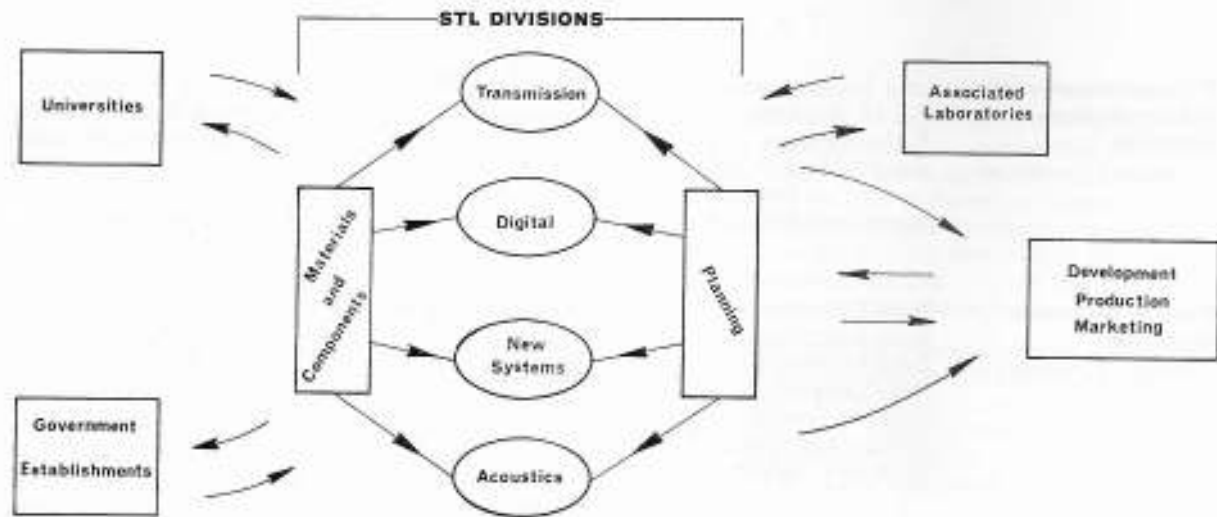 STL DIVISIONS
Universities
Transmission
Associated
Laboratories
Materials
and
Components
Digital
Planning
Development
Production
Marketing
New
Systems
Government
Establishments
Acoustics